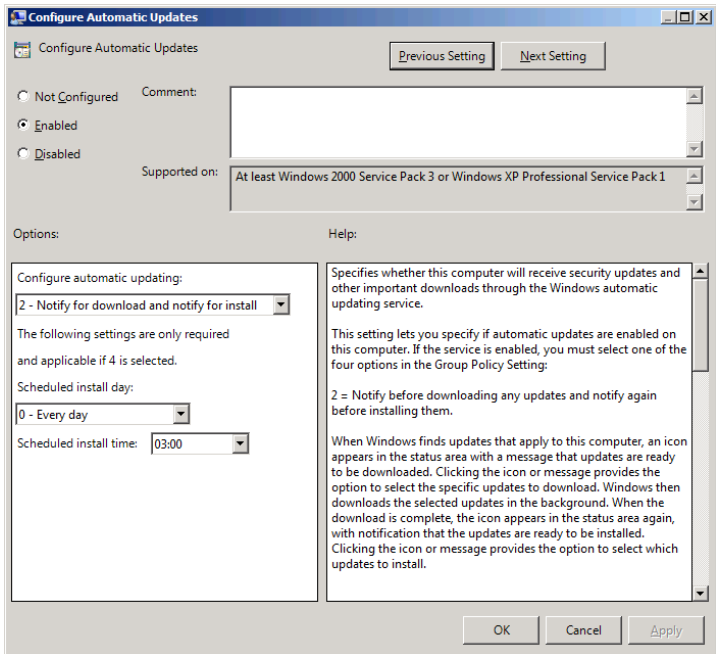 Configure Automatic Updates
Configure Automatic Updates
Previous Setting
Next Setting
Not Configured
Comment:
Enabled
Disabled
Supported on:
At least Windows 2000 Service Pack 3 or Windows XP Professional Service Pack 1
Options:
Help:
Configure automatic updating:
2 - Notify for download and notify for install
The following settings are only required
and applicable if 4 is selected.
Scheduled install day:
0 - Every day
Scheduled install time:
03:00
Specifies whether this computer will receive security updates and
other important downloads through the Windows automatic
updating service.
This setting lets you specify if automatic updates are enabled on
this computer. If the service is enabled, you must select one of the
four options in the Group Policy Setting:
2 = Notify before downloading any updates and notify again
before installing them.
When Windows finds updates that apply to this computer, an icon
appears in the status area with a message that updates are ready
to be downloaded. Clicking the icon or message provides the
option to select the specific updates to download. Windows then
downloads the selected updates in the background. When the
download is complete, the icon appears in the status area again,
with notification that the updates are ready to be installed.
Clicking the icon or message provides the option to select which
updates to install.
OK
Cancel
Apply